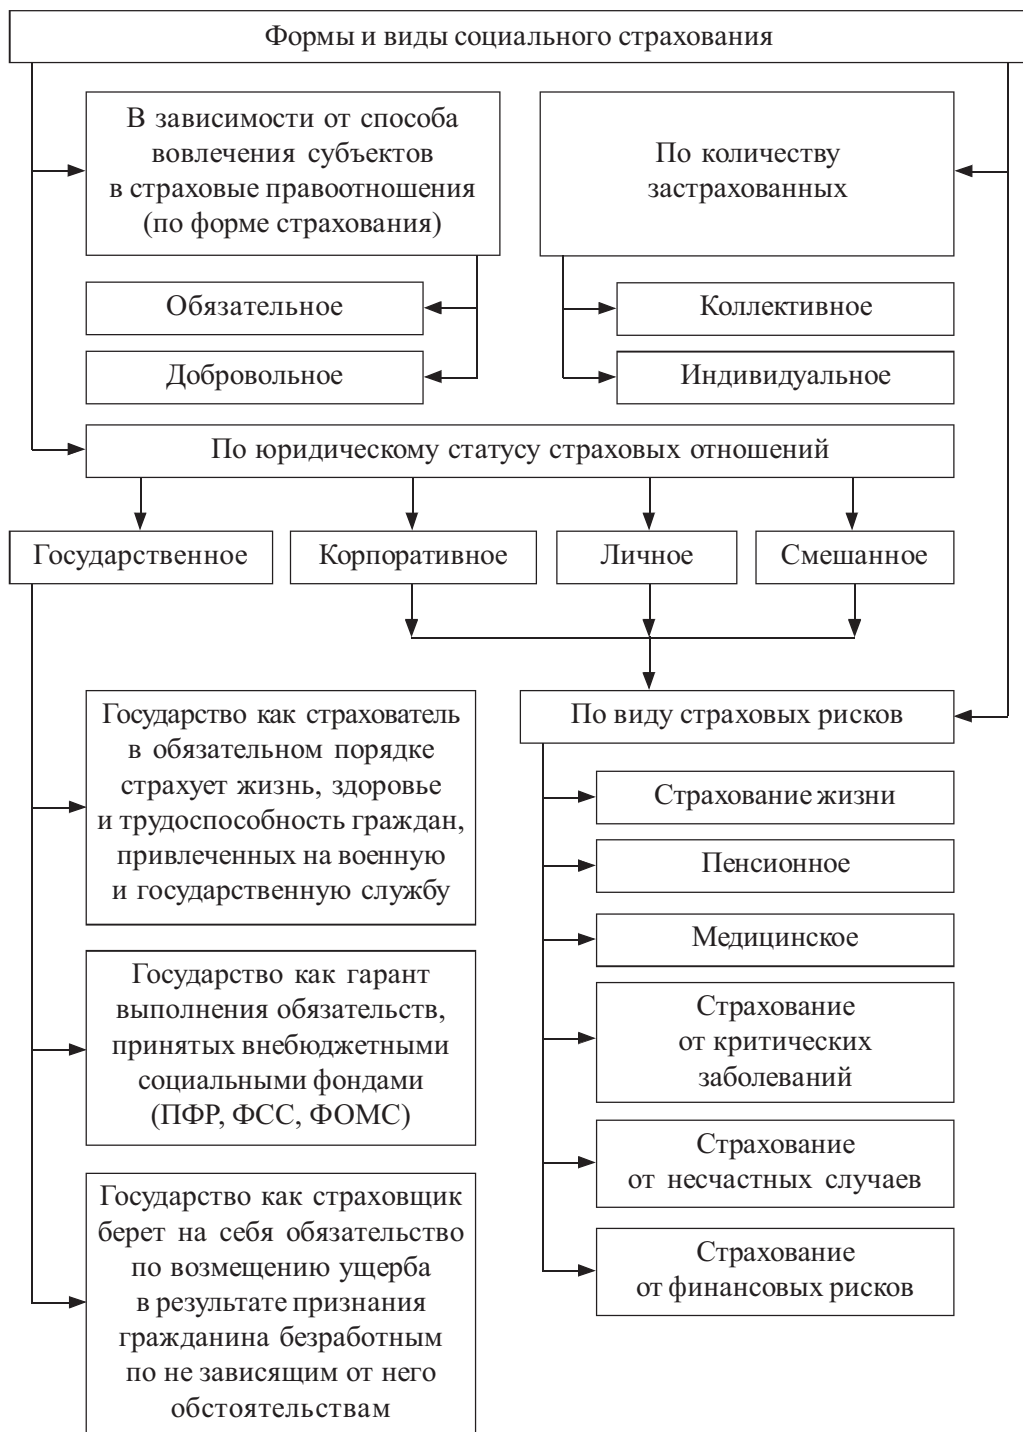 Формы и виды социального страхования
В зависимости от способа
вовлечения субъектов
в страховые правоотношения
(по форме страхования)
По количеству
застрахованных
Обязательное
Добровольное
Коллективное
Индивидуальное
По юридическому статусу страховых отношений
Государственное
Корпоративное
Личное
Смешанное
Государство как страхователь
в обязательном порядке
страхует жизнь, здоровье
и трудоспособность граждан,
привлеченных на военную
и государственную службу
Государство как гарант
выполнения обязательств,
принятых внебюджетными
социальными фондами
(ПФР, ФСС, ФОМС)
Государство как страховщик
берет на себя обязательство
по возмещению ущерба
в результате признания
гражданина безработным
по не зависящим от него
обстоятельствам
По виду страховых рисков
Страхование жизни
Пенсионное
Медицинское
Страхование
от критических
заболеваний
Страхование
от несчастных случаев
Страхование
от финансовых рисков